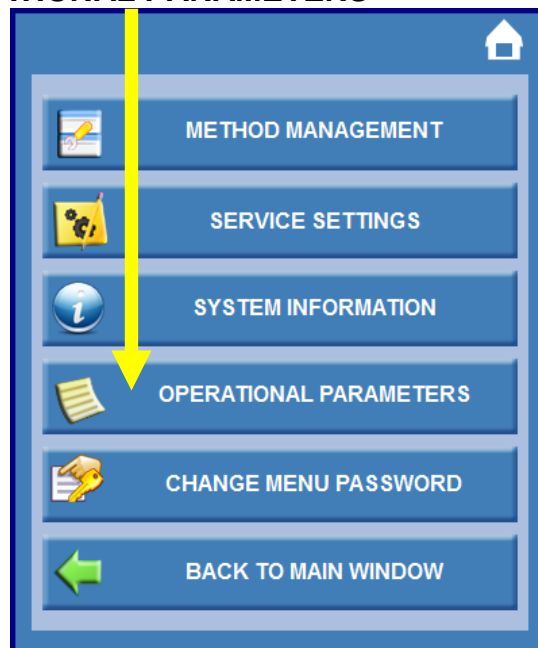 METHOD MANAGEMENT
SERVICE SETTINGS
SYSTEM INFORMATION
OPERATIONAL PARAMETERS
CHANGE MENU PASSWORD
BACK TO MAIN WINDOW